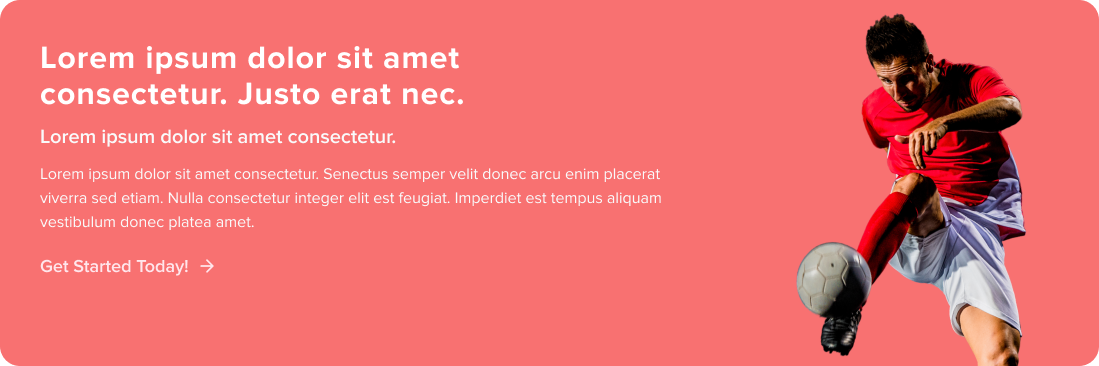 Lorem ipsum dolor sit amet
consectetur. Justo erat nec.
Lorem ipsum dolor sit amet consectetur.
Lorem ipsum dolor sit amet consectetur. Senectus semper velit donec arcu enim placerat
viverra sed etiam. Nulla consectetur integer elit est feugiat. Imperdiet est tempus aliquam
vestibulum donec platea amet.
Get Started Today! →